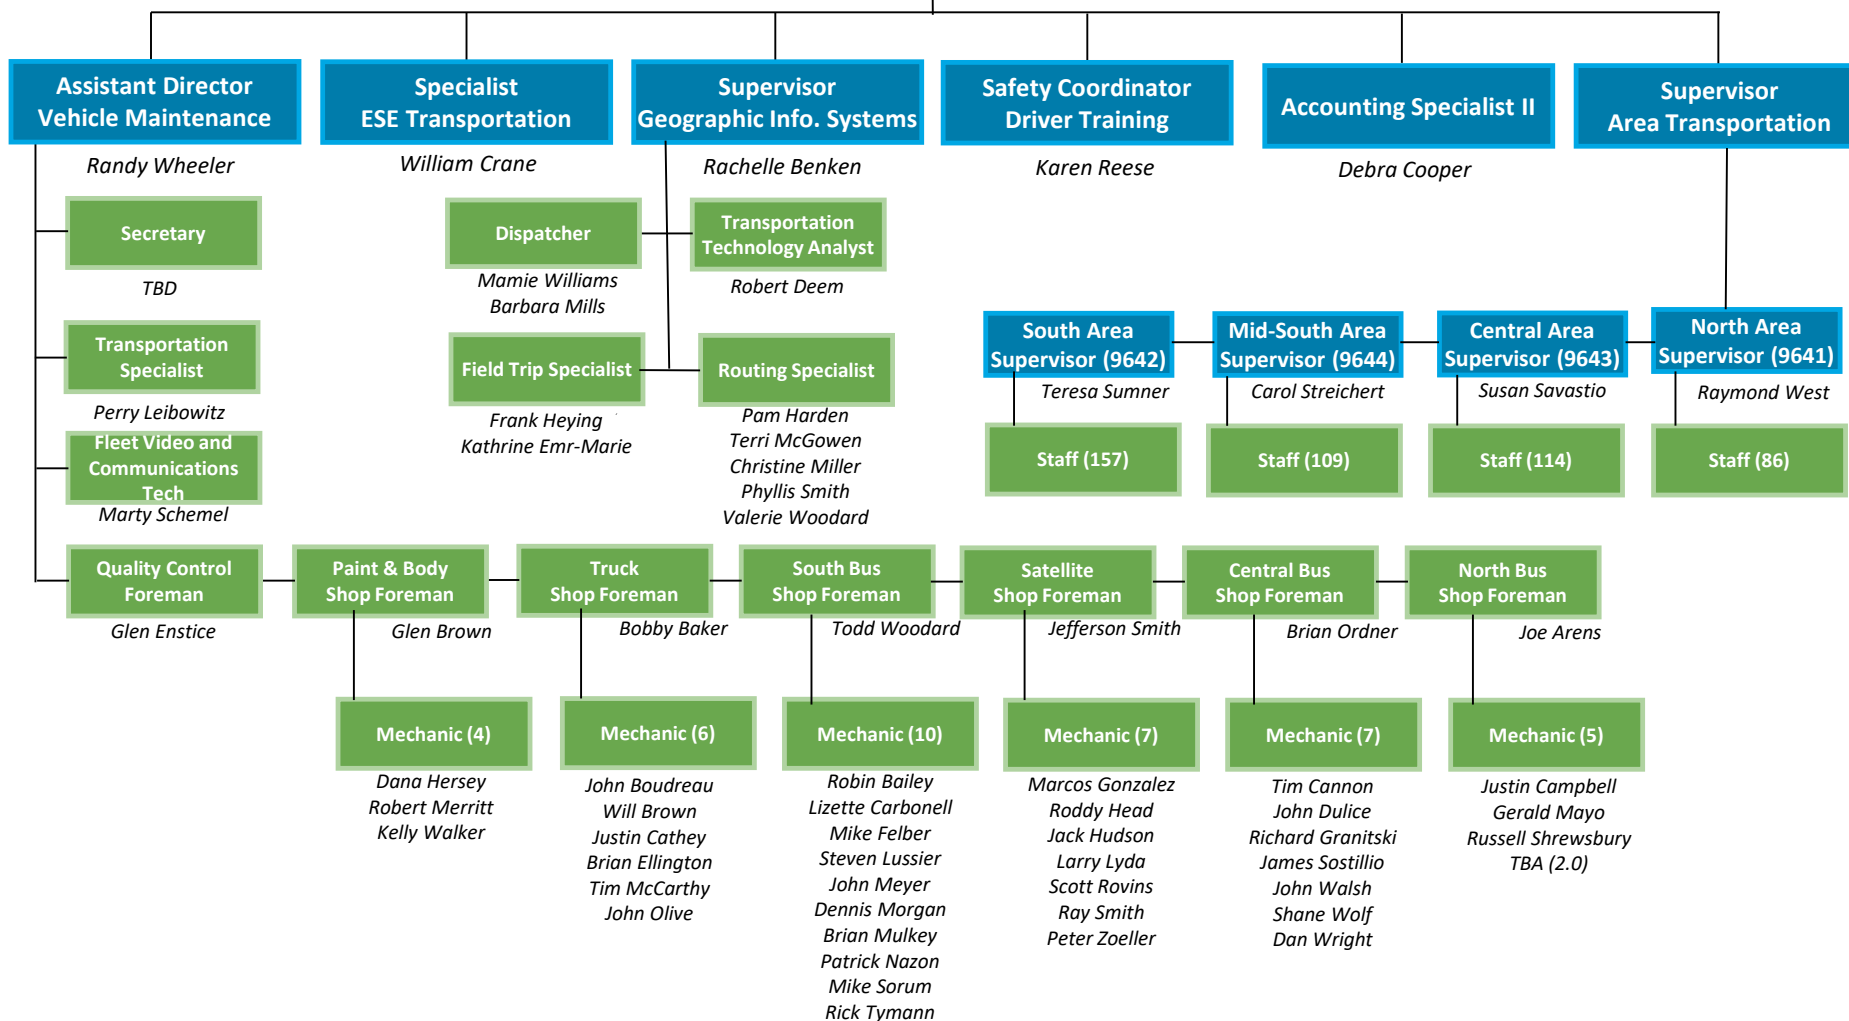 Assistant Director
Vehicle Maintenance
Randy Wheeler
Specialist
ESE Transportation
William Crane
Supervisor
Geographic Info. Systems
Rachelle Benken
Safety Coordinator
Driver Training
Karen Reese
Accounting Specialist II
Debra Cooper
Supervisor
Area Transportation
Secretary
TBD
Dispatcher
Mamie Williams
Barbara Mills
Transportation
Technology Analyst
Robert Deem
Transportation
Specialist
Perry Leibowitz
Field Trip Specialist
Frank Heying
Kathrine Emr-Marie
Routing Specialist
Pam Harden
Terri McGowen
Christine Miller
Phyllis Smith
Valerie Woodard
South Area
Supervisor (9642)
Teresa Sumner
Staff (157)
Mid-South Area
Supervisor (9644)
Carol Streichert
Staff (109)
Central Area
Supervisor (9643)
Susan Savastio
Staff (114)
North Area
Supervisor (9641)
Raymond West
Staff (86)
Fleet Video and
Communications
Tech
Marty Schemel
Quality Control
Foreman
Glen Enstice
Paint & Body
Shop Foreman
Glen Brown
Truck
Shop Foreman
Bobby Baker
South Bus
Shop Foreman
Todd Woodard
Satellite
Shop Foreman
Jefferson Smith
Central Bus
Shop Foreman
Brian Ordner
North Bus
Shop Foreman
Joe Arens
Mechanic (4)
Dana Hersey
Robert Merritt
Kelly Walker
Mechanic (6)
John Boudreau
Will Brown
Justin Cathey
Brian Ellington
Tim McCarthy
John Olive
Mechanic (10)
Robin Bailey
Lizette Carbonell
Mike Felber
Steven Lussier
John Meyer
Dennis Morgan
Brian Mulkey
Patrick Nazon
Mike Sorum
Rick Tymann
Mechanic (7)
Marcos Gonzalez
Roddy Head
Jack Hudson
Larry Lyda
Scott Rovins
Ray Smith
Peter Zoeller
Mechanic (7)
Tim Cannon
John Dulice
Richard Granitski
James Sostillio
John Walsh
Shane Wolf
Dan Wright
Mechanic (5)
Justin Campbell
Gerald Mayo
Russell Shrewsbury
TBA (2.0)